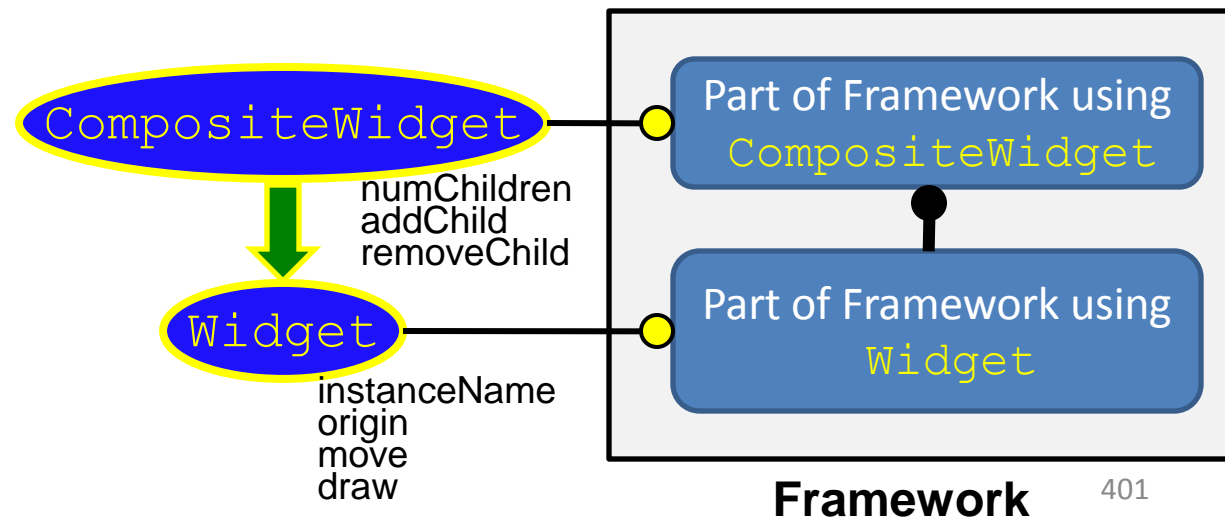 CompositeWidget
numChildren
addChild
removeChild
Widget
instanceName
origin
move
draw
Part of Framework using
CompositeWidget
Part of Framework using
Widget
Framework
401